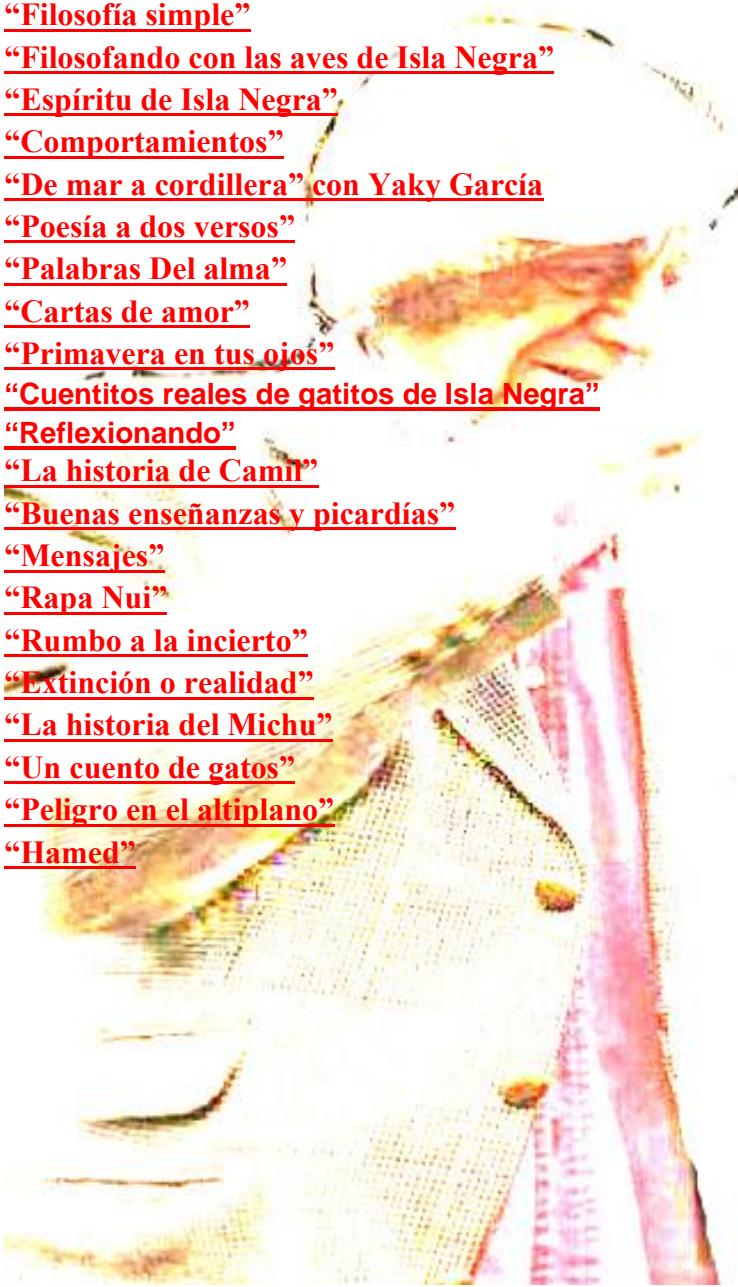 “Filosofía simple”
“Filosofando con las aves de Isla Negra”
“Espíritu de Isla Negra”
“Comportamientos”
“De mar a cordillera” con Yaky García
“Poesía a dos versos”
“Palabras Del alma”
“Cartas de amor”
“Primavera en tus ojos”
“Cuentitos reales de gatitos de Isla Negra”
“Reflexionando”
“La historia de Camil”
“Buenas enseñanzas y picardías”
“Mensajes”
“Rapa Nui”
“Rumbo a la incierto”
“Extinción o realidad”
“La historia del Michu”
“Un cuento de gatos”
“Peligro en el altiplano”
“Hamed”